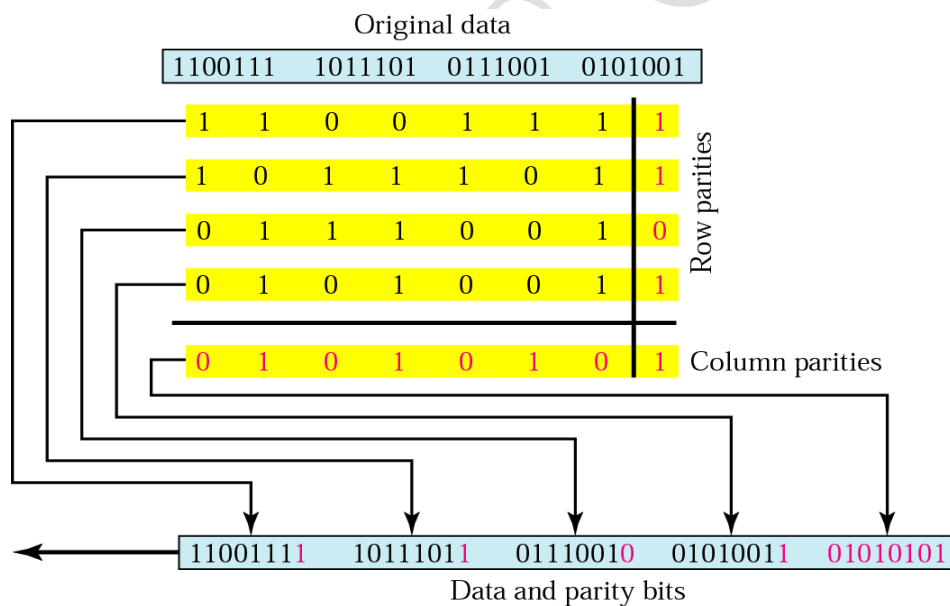 Original data
1100111 1011101 0111001 0101001
1 1 0 0 1 1 1 1
1 0 1 1 1 0 1 1
0 1 1 1 0 0 1 0
0 1 0 1 0 0 1 1
Row parities
0 1 0 1 0 1 0 1 Column parities
11001111 10111011 01110010 01010011 01010101
Data and parity bits